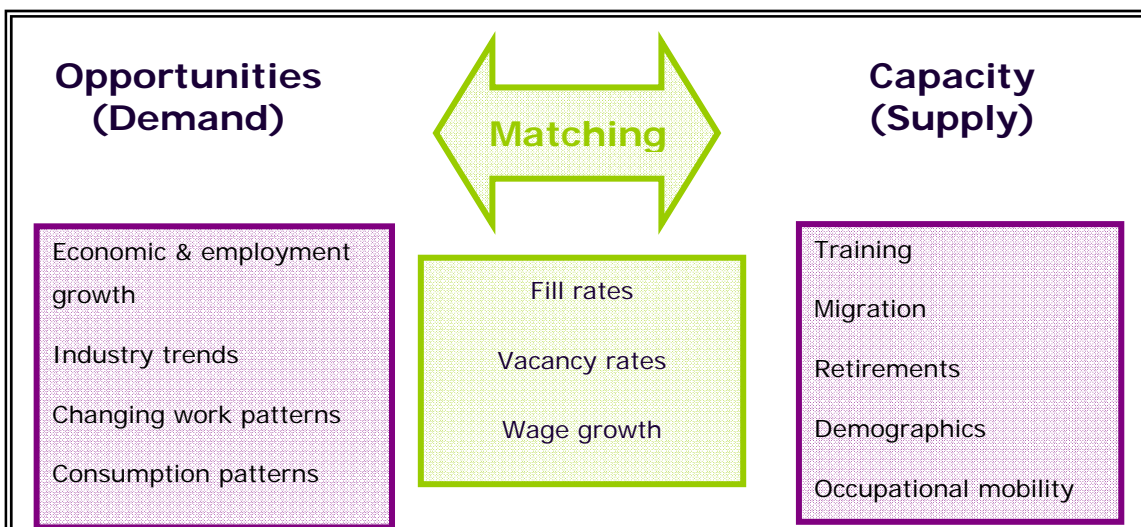 Opportunities
(Demand)
Matching
Capacity
(Supply)
Economic & employment
growth
Industry trends
Changing work patterns
Consumption patterns
Fill rates
Vacancy rates
Wage growth
Training
Migration
Retirements
Demographics
Occupational mobility